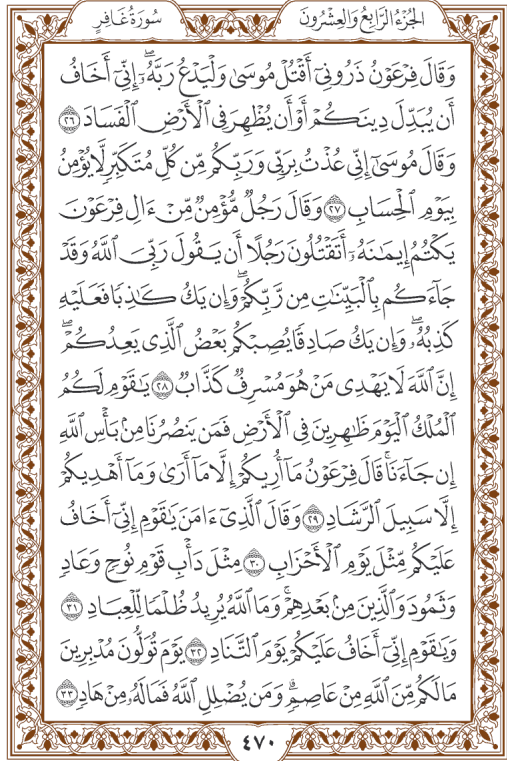 الجُزْءُ الرَّابِعُ وَالعِشْرُونَ
سُورَةُ غَافِرٍ
وَقَالَ فِرْعَوْنُ ذَرُونِىٓ أَقْتُلْ مُوسَىٰ وَلْيَدْعُ رَبَّهُۥٓ ۖ إِنِّىٓ أَخَافُ
أَن يُبَدِّلَ دِينَكُمْ أَوْ أَن يُظْهِرَ فِى ٱلْأَرْضِ ٱلْفَسَادَ ٢٦
وَقَالَ مُوسَىٰٓ إِنِّى عُذْتُ بِرَبِّى وَرَبِّكُم مِّن كُلِّ مُتَكَبِّرٍ لَّا يُؤْمِنُ
بِيَوْمِ ٱلْحِسَابِ ٢٧ وَقَالَ رَجُلٌ مُّؤْمِنٌ مِّنْ ءَالِ فِرْعَوْنَ
يَكْتُمُ إِيمَـٰنَهُۥٓ أَتَقْتُلُونَ رَجُلًا أَن يَقُولَ رَبِّىَ ٱللَّهُ وَقَدْ
جَآءَكُم بِٱلْبَيِّنَـٰتِ مِن رَّبِّكُمْ ۖ وَإِن يَكُ كَـٰذِبًا فَعَلَيْهِ
كَذِبُهُۥ ۖ وَإِن يَكُ صَادِقًا يُصِبْكُم بَعْضُ ٱلَّذِى يَعِدُكُمْ ۖ
إِنَّ ٱللَّهَ لَا يَهْدِى مَنْ هُوَ مُسْرِفٌ كَذَّابٌ ٢٨ يَـٰقَوْمِ لَكُمُ
ٱلْمُلْكُ ٱلْيَوْمَ ظَـٰهِرِينَ فِى ٱلْأَرْضِ فَمَن يَنصُرُنَا مِنۢ بَأْسِ ٱللَّهِ
إِن جَآءَنَا ۚ قَالَ فِرْعَوْنُ مَآ أُرِيكُمْ إِلَّا مَآ أَرَىٰ وَمَآ أَهْدِيكُمْ
إِلَّا سَبِيلَ ٱلرَّشَادِ ٢٩ وَقَالَ ٱلَّذِىٓ ءَامَنَ يَـٰقَوْمِ إِنِّىٓ أَخَافُ
عَلَيْكُم مِّثْلَ يَوْمِ ٱلْأَحْزَابِ ٣٠ مِثْلَ دَأْبِ قَوْمِ نُوحٍ وَعَادٍ
وَثَمُودَ وَٱلَّذِينَ مِنۢ بَعْدِهِمْ ۚ وَمَا ٱللَّهُ يُرِيدُ ظُلْمًا لِّلْعِبَادِ ٣١
وَيَـٰقَوْمِ إِنِّىٓ أَخَافُ عَلَيْكُمْ يَوْمَ ٱلتَّنَادِ ٣٢ يَوْمَ تُوَلُّونَ مُدْبِرِينَ
مَا لَكُم مِّنَ ٱللَّهِ مِنْ عَاصِمٍ ۗ وَمَن يُضْلِلِ ٱللَّهُ فَمَا لَهُۥ مِنْ هَادٍ ٣٣
٤٧٠